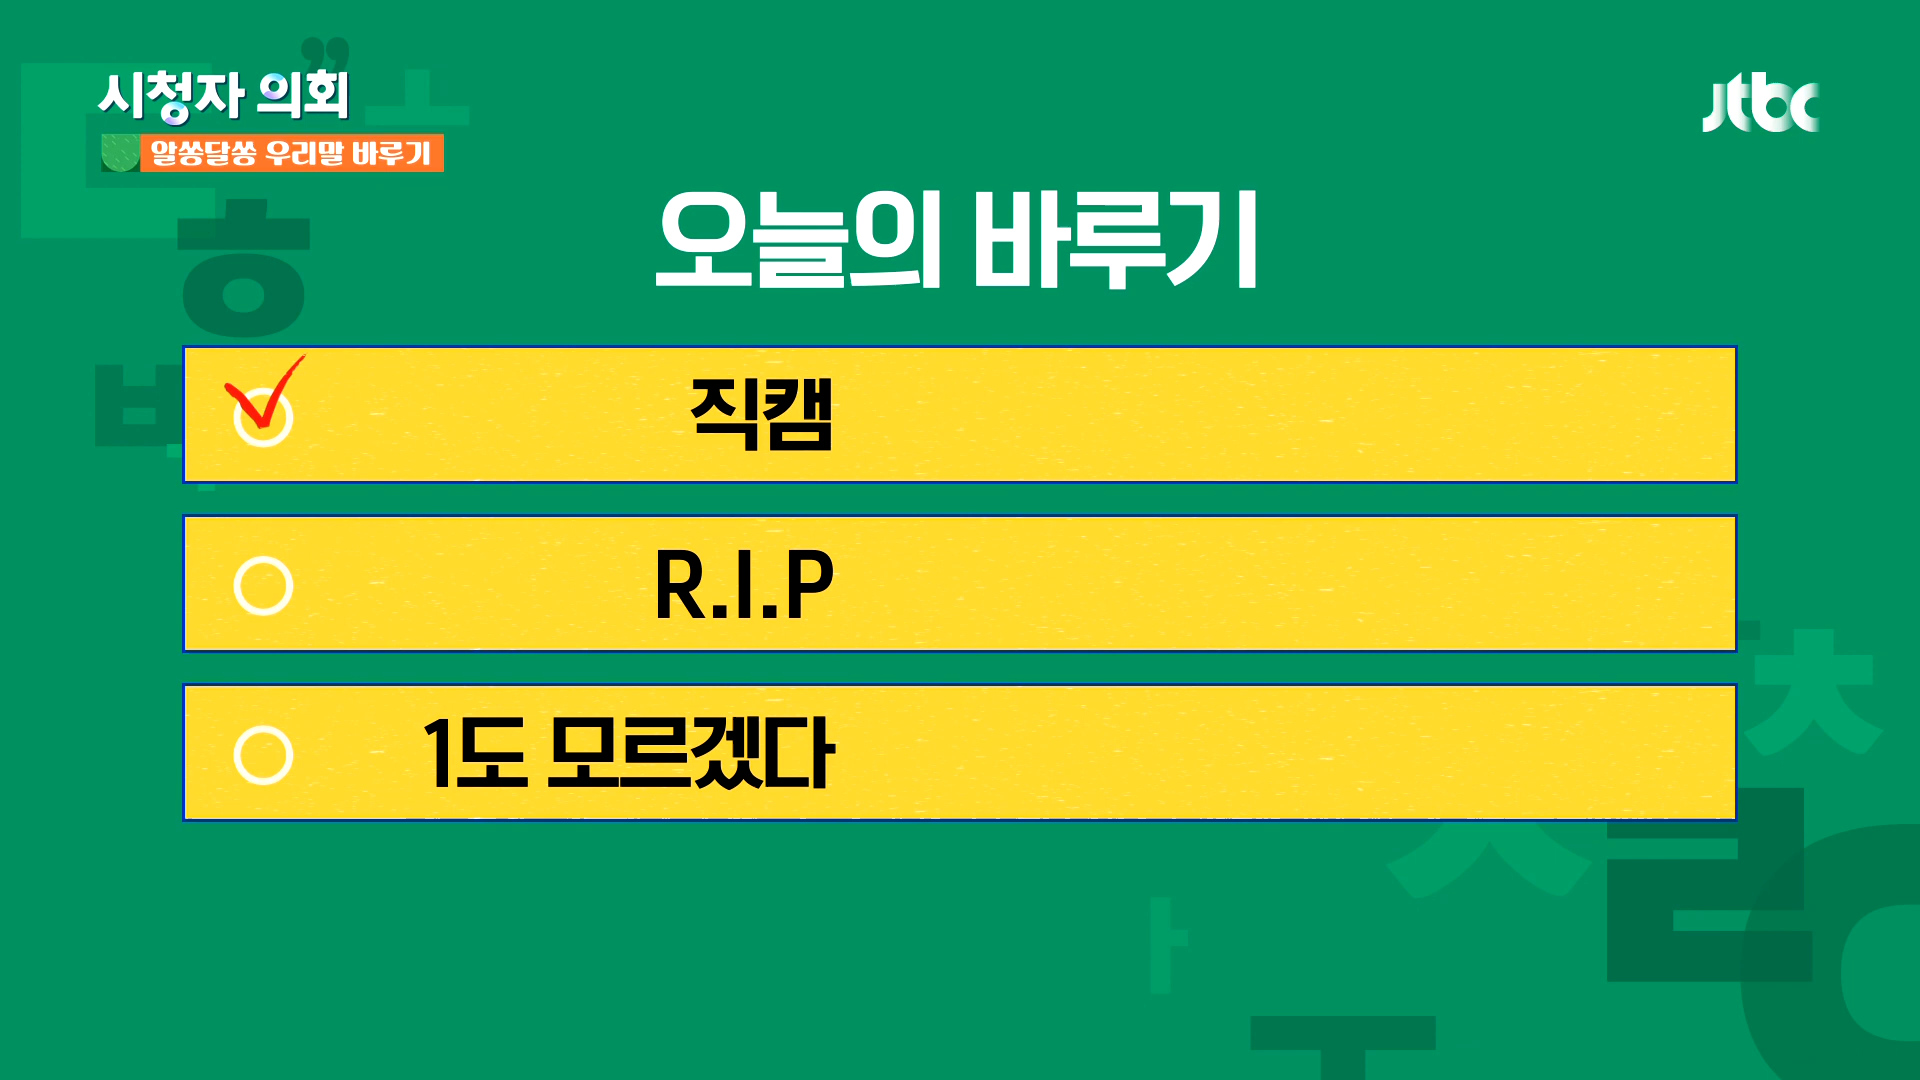 시청자 의회
jtbc
알쏭달쏭 우리말 바루기
오늘의 바루기
직캠
R.I.P
1도 모르겠다